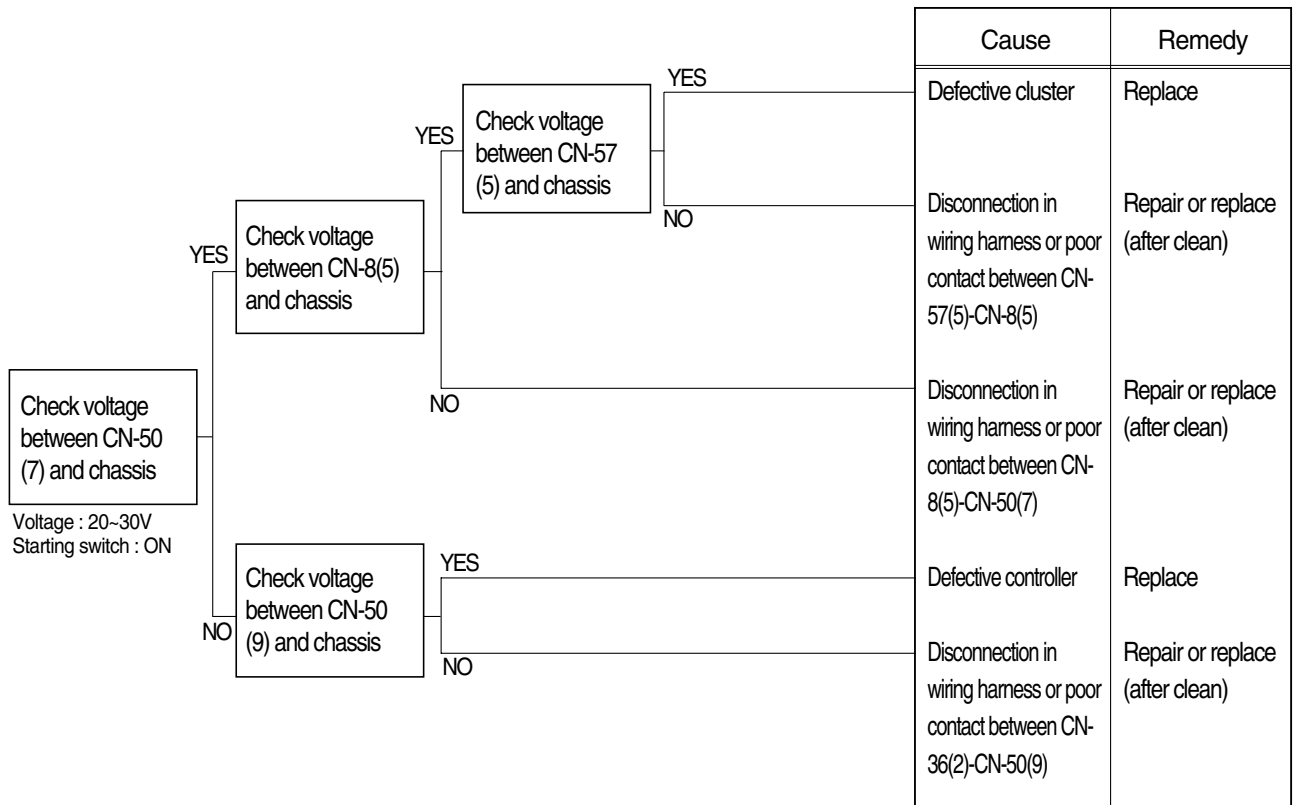 Cause Remedy
YES
Defective cluster Replace
Check voltage
between CN-57
(5) and chassis
YES
NO
Disconnection in
wiring harness or poor
contact between CN-
57(5)-CN-8(5)
Repair or replace
(after clean)
Check voltage
between CN-8(5)
and chassis
YES
NO
Disconnection in
wiring harness or poor
contact between CN-
8(5)-CN-50(7)
Repair or replace
(after clean)
Check voltage
between CN-50
(7) and chassis
Voltage : 20~30V
Starting switch : ON
NO
Check voltage
between CN-50
(9) and chassis
YES
Defective controller Replace
NO
Disconnection in
wiring harness or poor
contact between CN-
36(2)-CN-50(9)
Repair or replace
(after clean)